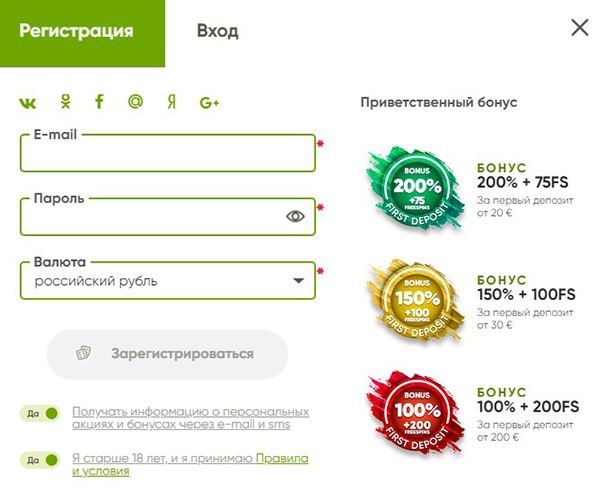 Регистрация
Вход
Приветственный бонус
E-mail
*
Пароль
*
Валюта
российский рубль
*
Зарегистрироваться
Да
Получать информацию о персональных
акциях и бонусах через e-mail и sms
Да
Я старше 18 лет, и я принимаю Правила
и условия
BONUS
200%
+75
FREESPINS
FIRST DEPOSIT
БОНУС
200% + 75FS
За первый депозит
от 20 €
BONUS
150%
+100
FREESPINS
FIRST DEPOSIT
БОНУС
150% + 100FS
За первый депозит
от 30 €
BONUS
100%
+200
FREESPINS
FIRST DEPOSIT
БОНУС
100% + 200FS
За первый депозит
от 200 €